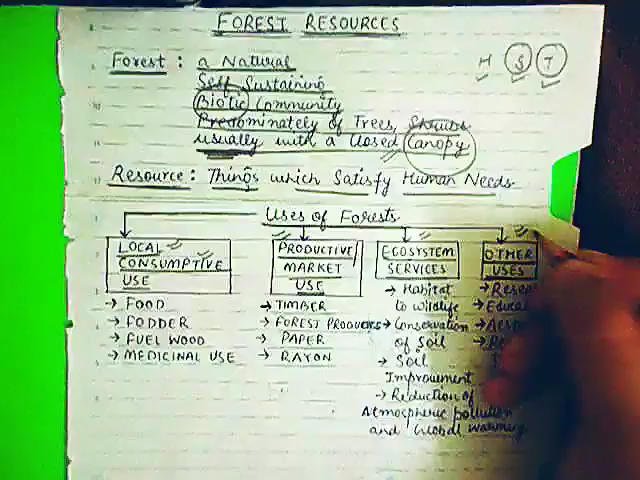 FOREST RESOURCES
Forest: a Natural
H S T
Self Sustaining
Biotic Community
Predominately of Trees, Shrubs
usually with a closed Canopy
Resource: Things which Satisfy Human Needs.
Uses of Forests
LOCAL
CONSUMPTIVE
USE
→ FOOD
→ FODDER
→ FUEL WOOD
→ MEDICINAL USE
PRODUCTIVE/
MARKET
USE
→ TIMBER
→ FOREST PRODUCTS
→ PAPER
→ RAYON
ECOSYSTEM
SERVICES
→ Habitat
to wildlife
→ Conservation
of Soil
→ Soil
Improvement
→ Reduction of
Atmospheric pollution
and Global warming
OTHER
USES